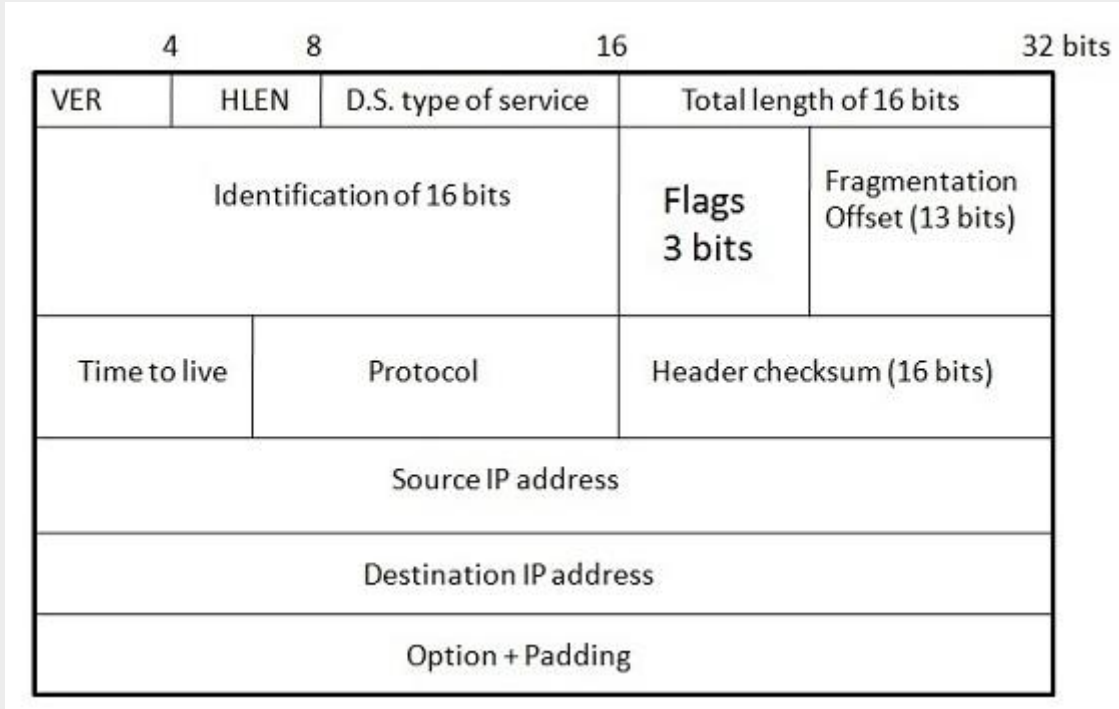 4 8 16 32 bits
VER HLEN D.S. type of service Total length of 16 bits
Identification of 16 bits
Flags
3 bits
Fragmentation
Offset (13 bits)
Time to live Protocol Header checksum (16 bits)
Source IP address
Destination IP address
Option + Padding